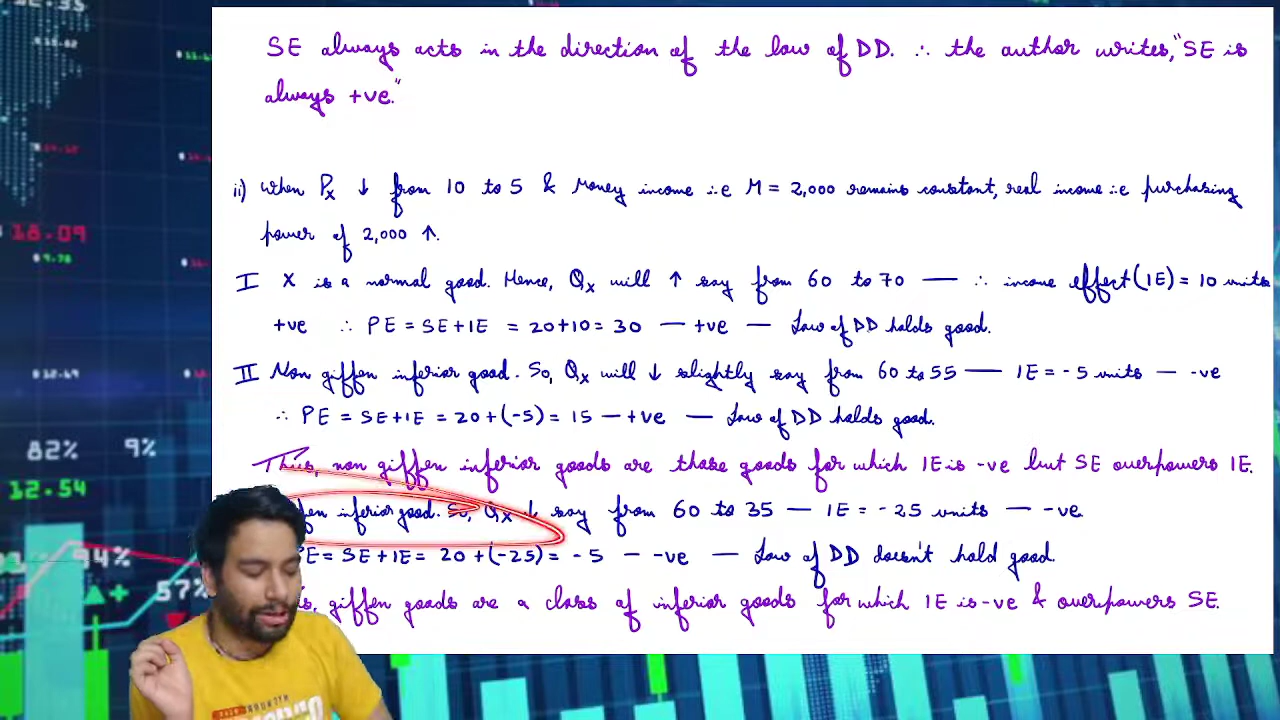 SE always acts in the direction of the law of DD. ∴ the author writes, "SE is
always +ve."
ii) When Px ↓ from 10 to 5 & Money income i.e M = 2,000 remains constant, real income i.e purchasing
power of 2,000 ↑.
I X is a normal good. Hence, Qx will ↑ say from 60 to 70 — ∴ income effect (IE) = 10 units
+ve ∴ PE = SE+IE = 20+10 = 30 — +ve — Law of DD holds good.
II Non giffen inferior good. So, Qx will ↓ slightly say from 60 to 55 — IE = -5 units — -ve
∴ PE = SE+IE = 20+(-5) = 15 — +ve — Law of DD holds good.
Thus, non giffen inferior goods are those goods for which IE is -ve but SE overpowers IE.
inferior good. So, Qx ↓ say from 60 to 35 — IE = -25 units — -ve
PE = SE+IE = 20+(-25) = -5 — -ve — Law of DD doesn't hold good.
giffen goods are a class of inferior goods for which IE is -ve & overpowers SE.
18.09
9.76
82% 9%
12.54
94%
57%